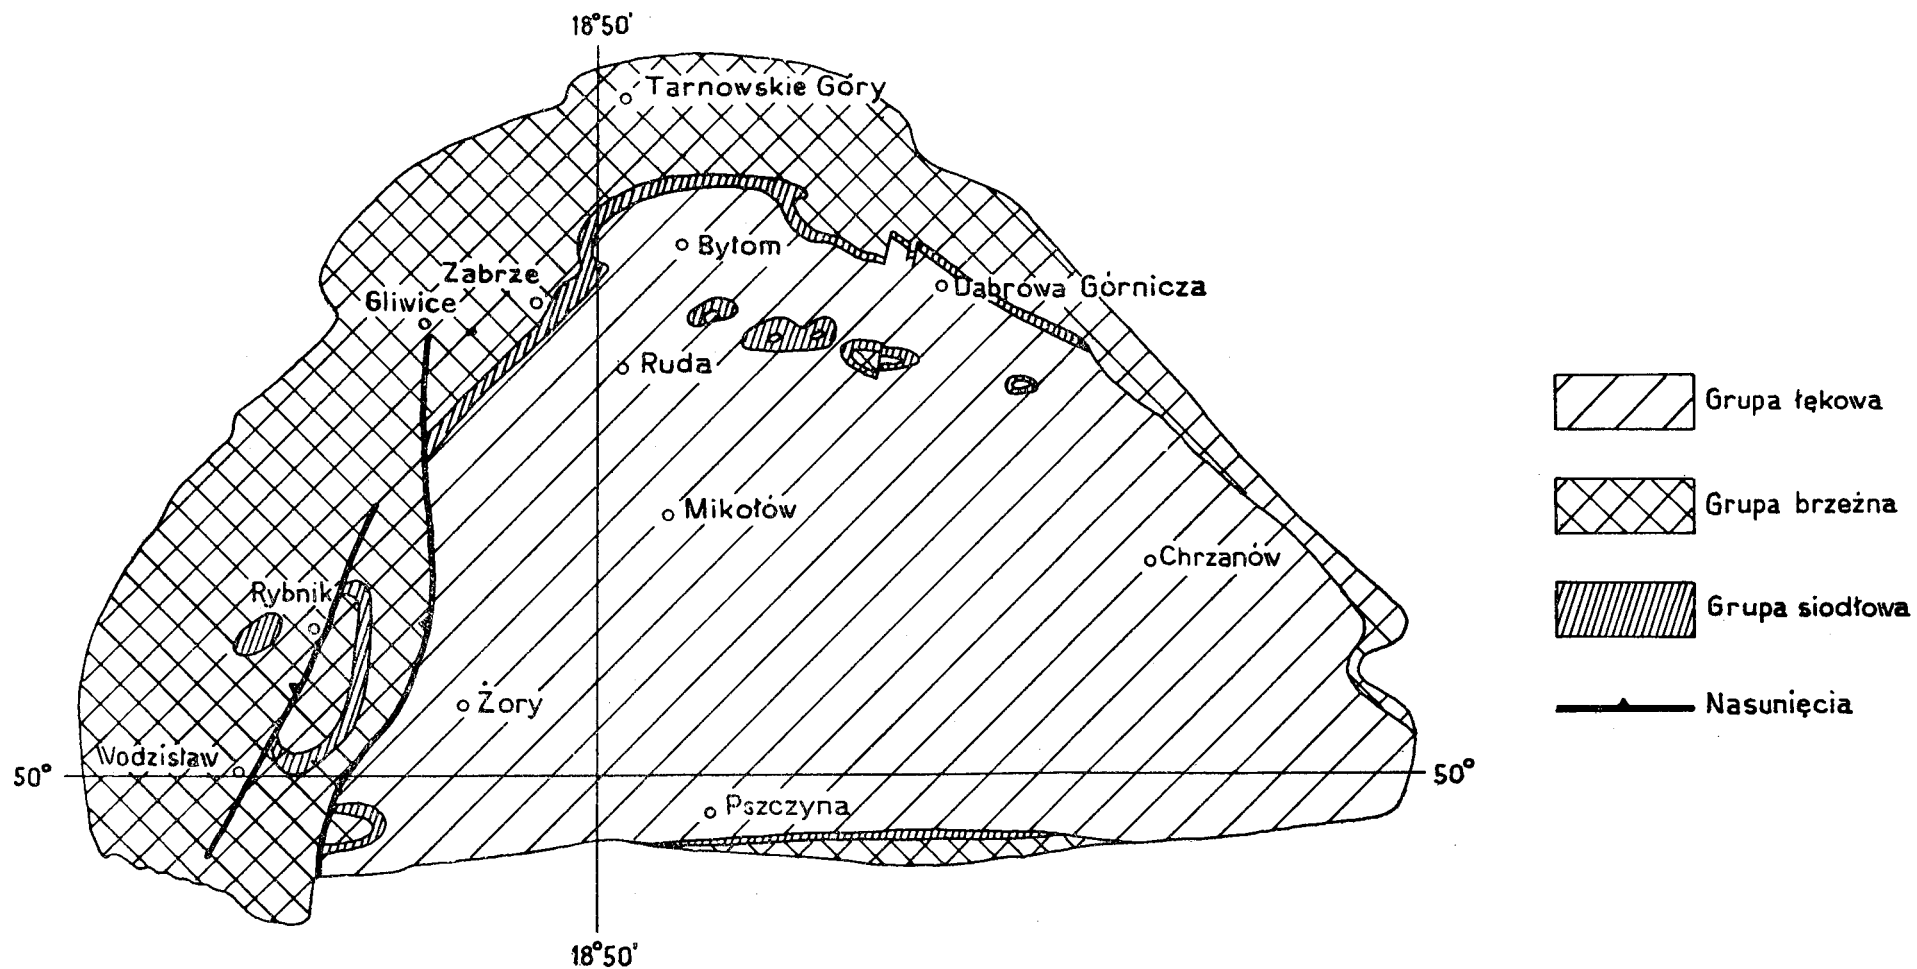 18°50'
Tarnowskie Góry
Bytom
Zabrze
Gliwice
Dąbrowa Górnicza
Ruda
Grupa łękowa
Mikołów
Grupa brzeżna
Chrzanów
Rybnik
Grupa siodłowa
Żory
Nasunięcia
Wodzisław
50°
50°
Pszczyna
18°50'